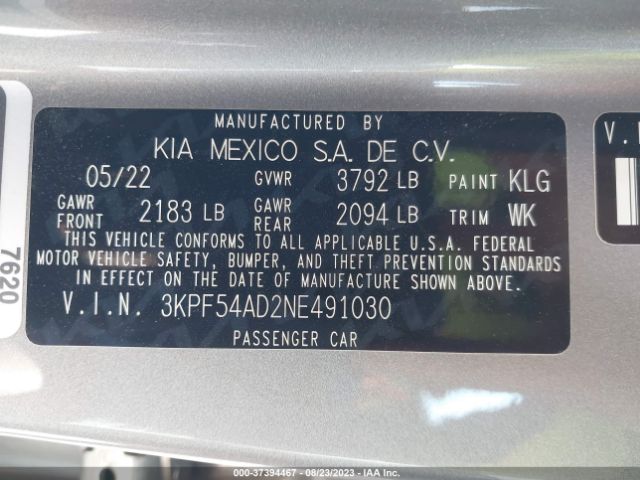 MANUFACTURED BY
KIA MEXICO S.A. DE C.V.
05/22 GVWR 3792 LB PAINT KLG
GAWR FRONT 2183 LB GAWR REAR 2094 LB TRIM WK
THIS VEHICLE CONFORMS TO ALL APPLICABLE U.S.A. FEDERAL
MOTOR VEHICLE SAFETY, BUMPER, AND THEFT PREVENTION STANDARDS
IN EFFECT ON THE DATE OF MANUFACTURE SHOWN ABOVE.
V.I.N. 3KPF54AD2NE491030
PASSENGER CAR
7620
V.I
000-37394467 - 08/23/2023 - IAA Inc.